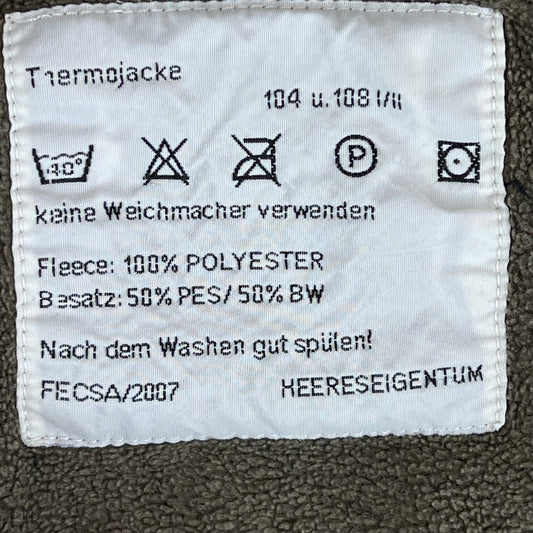 Thermojacke
104 u. 108 I/II
40°
P
keine Weichmacher verwenden
Fleece: 100% POLYESTER
Besatz: 50% PES/ 50% BW
Nach dem Washen gut spülen!
FECSA/2007
HEERESEIGENTUM